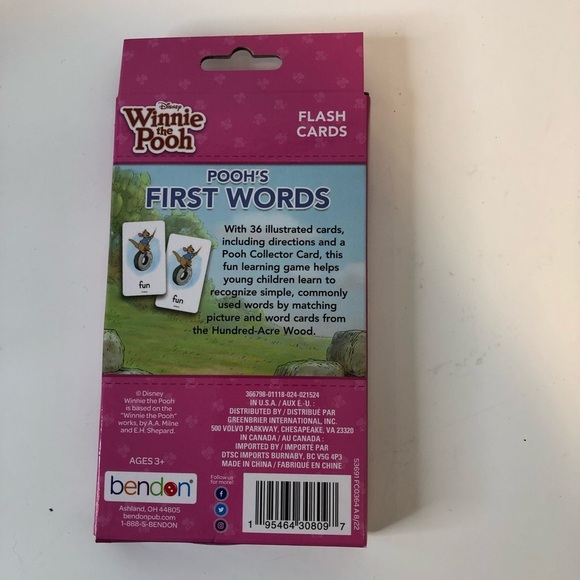 Disney
Winnie
the
Pooh
FLASH
CARDS
POOH'S
FIRST WORDS
With 36 illustrated cards,
including directions and a
Pooh Collector Card, this
fun learning game helps
young children learn to
recognize simple, commonly
used words by matching
picture and word cards from
the Hundred-Acre Wood.
fun
fun
© Disney
Winnie the Pooh
is based on the
"Winnie the Pooh"
works, by A.A. Milne
and E.H. Shepard.
AGES 3+
bendon
Ashland, OH 44805
bendonpub.com
1-888-5-BENDON
366798-01118-024-021524
IN U.S.A. / AUX É.-U. :
DISTRIBUTED BY / DISTRIBUÉ PAR
GREENBRIER INTERNATIONAL, INC.
500 VOLVO PARKWAY, CHESAPEAKE, VA 23320
IN CANADA / AU CANADA :
IMPORTED BY / IMPORTÉ PAR
DTSC IMPORTS BURNABY, BC V5G 4P3
MADE IN CHINA / FABRIQUÉ EN CHINE
Follow us
for more!
1 95464 30809 7
53691 FC0364 A 8/22